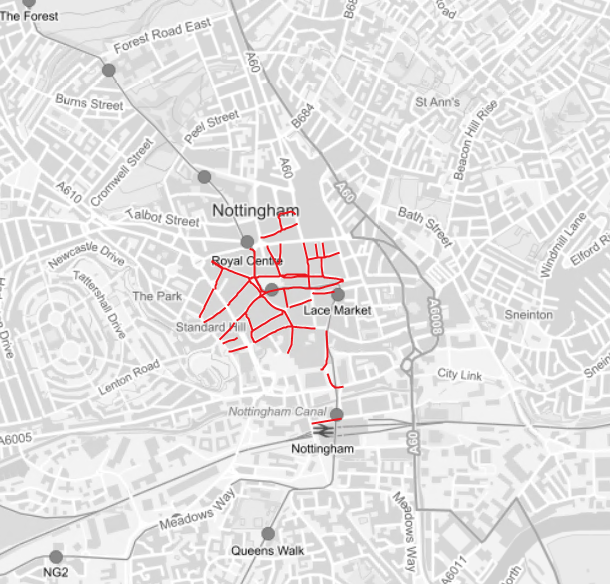 The Forest
Forest Road East
A60
B68
Road
Burns Street
Peel Street
B684
St Ann's
Beacon Hill Rise
Cromwell Street
A610
A60
A60
Talbot Street
Nottingham
Bath Street
Windmill Lane
Elford Ri
Newcastle Drive
Royal Centre
Tattershall Drive
The Park
Lace Market
A6008
Sneinton
Standard Hill
n Drive
Lenton Road
City Link
Snein
Nottingham Canal
A6005
A60
Nottingham
Meadows Way
Meadows Way
Queens Walk
NG2
A6011
orth